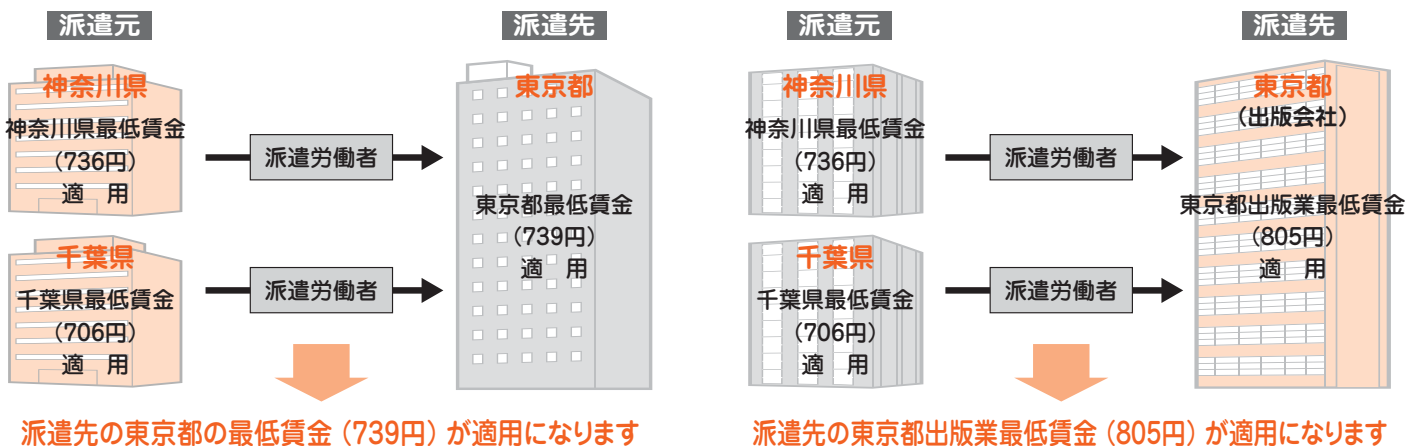 派遣元
派遣先
神奈川県
神奈川県最低賃金
（736円）
適　用
派遣労働者
千葉県
千葉県最低賃金
（706円）
適　用
派遣労働者
東京都
東京都最低賃金
（739円）
適　用
派遣先の東京都の最低賃金（739円）が適用になります
派遣元
派遣先
神奈川県
神奈川県最低賃金
（736円）
適　用
派遣労働者
千葉県
千葉県最低賃金
（706円）
適　用
派遣労働者
東京都
（出版会社）
東京都出版業最低賃金
（805円）
適　用
派遣先の東京都出版業最低賃金（805円）が適用になります